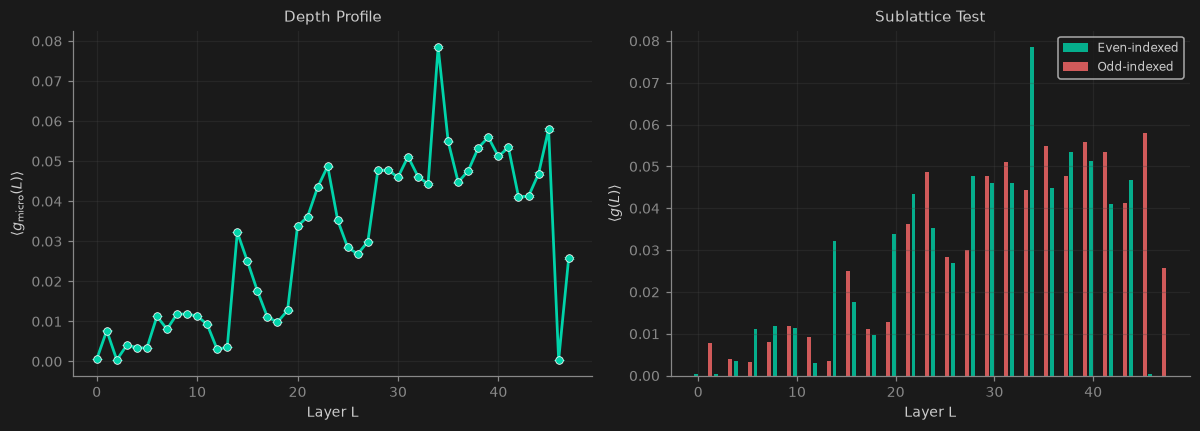 Depth Profile
0.08
0.07
0.06
0.05
0.04
0.03
0.02
0.01
0.00
⟨g_micro(L)⟩
0 10 20 30 40
Layer L
Sublattice Test
Even-indexed
Odd-indexed
0.08
0.07
0.06
0.05
0.04
0.03
0.02
0.01
0.00
⟨g(L)⟩
0 10 20 30 40
Layer L